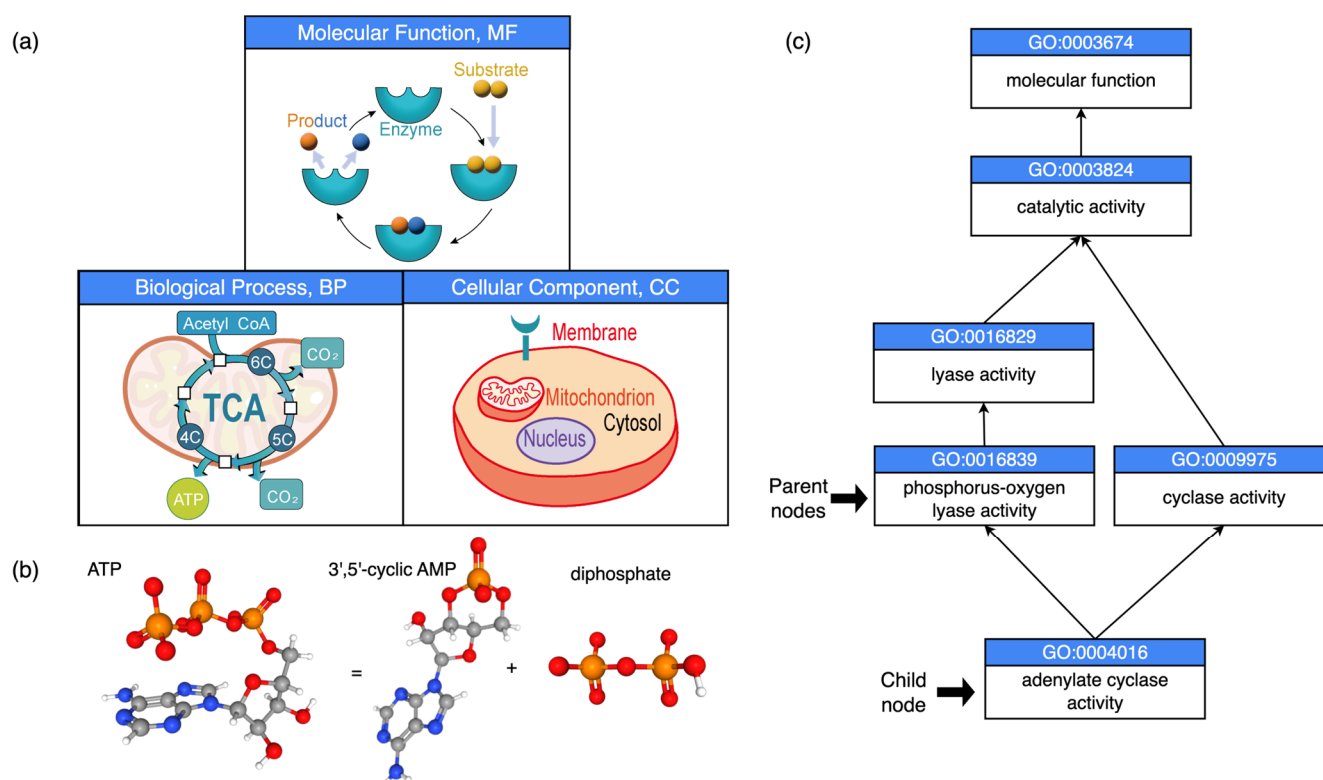 (a)
Molecular Function, MF
Substrate
Product
Enzyme
Biological Process, BP
Acetyl CoA
6C
CO₂
TCA
4C
5C
ATP
CO₂
Cellular Component, CC
Membrane
Mitochondrion
Cytosol
Nucleus
(b)
ATP
3',5'-cyclic AMP
diphosphate
=
+
(c)
GO:0003674
molecular function
GO:0003824
catalytic activity
GO:0016829
lyase activity
Parent
nodes
GO:0016839
phosphorus-oxygen
lyase activity
GO:0009975
cyclase activity
Child
node
GO:0004016
adenylate cyclase
activity